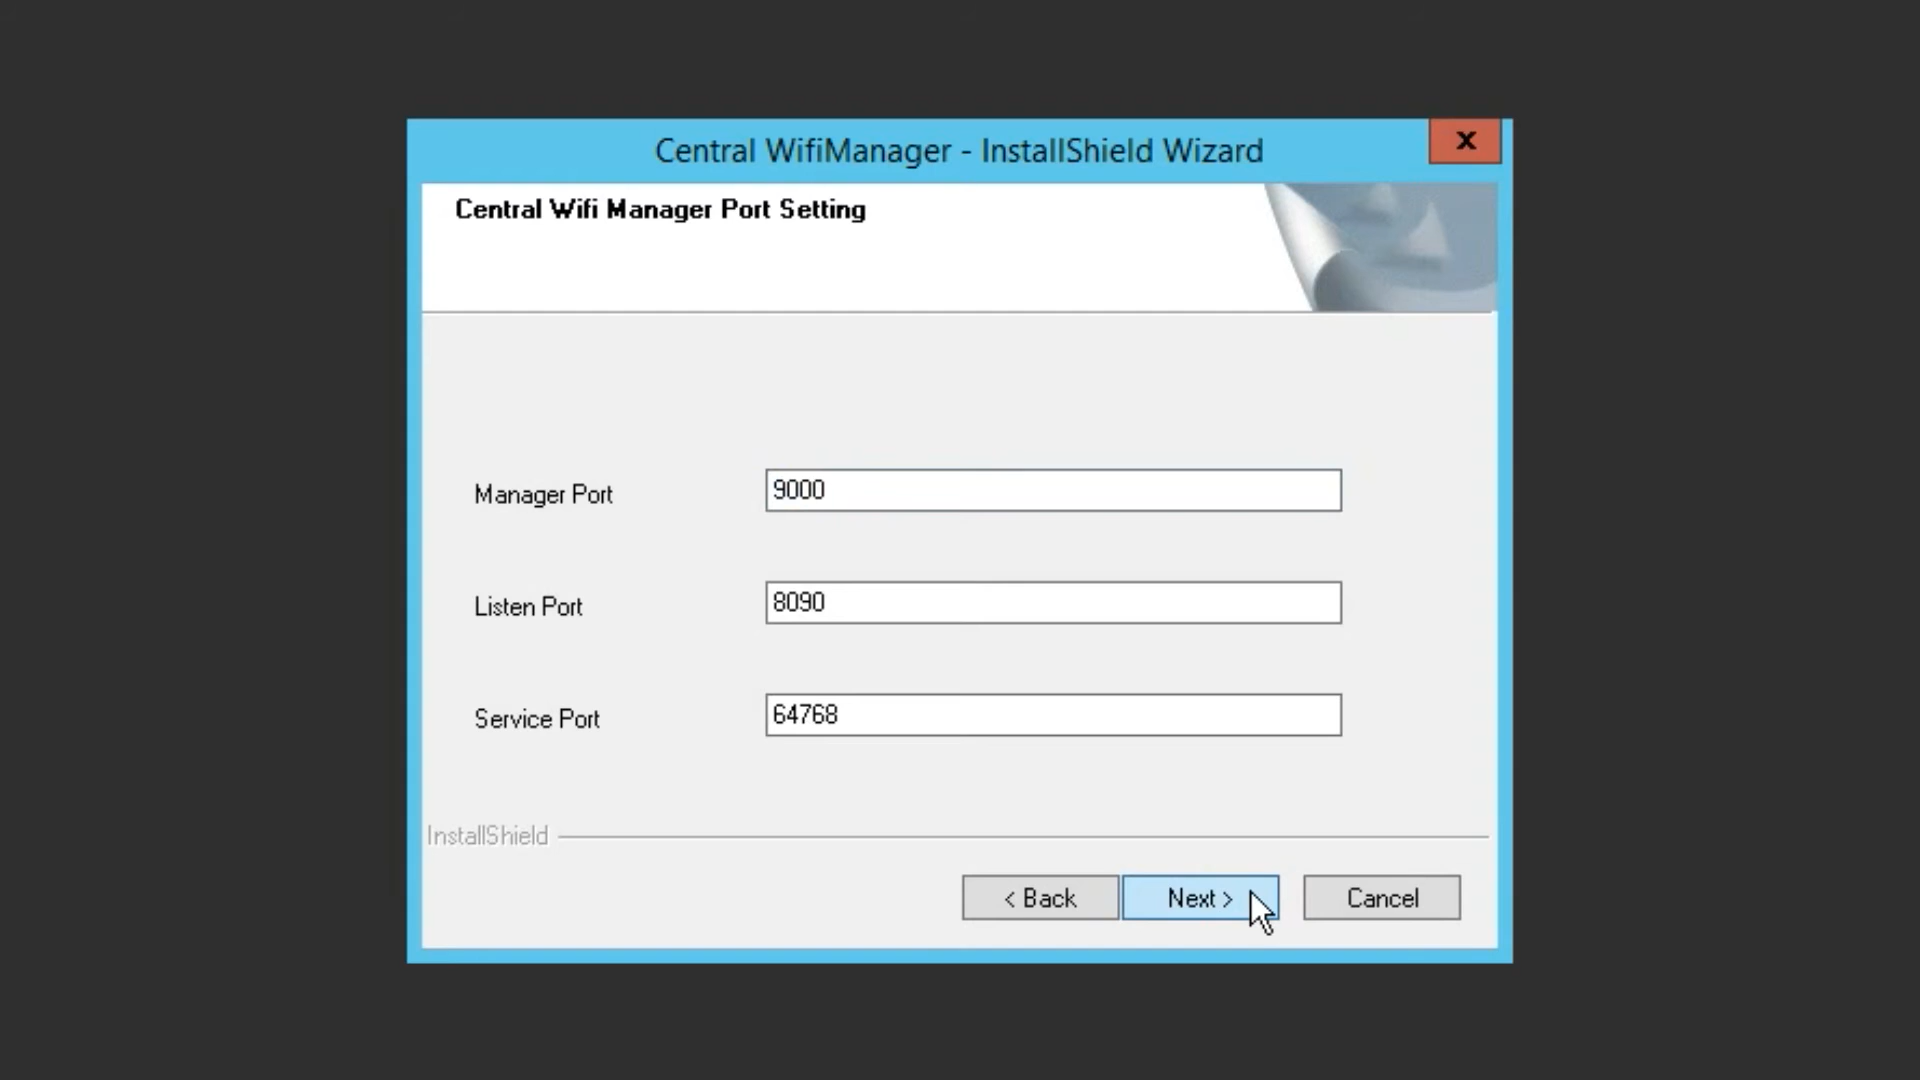 Central WifiManager - InstallShield Wizard
x
Central Wifi Manager Port Setting
Manager Port
9000
Listen Port
8090
Service Port
64768
InstallShield
< Back
Next >
Cancel